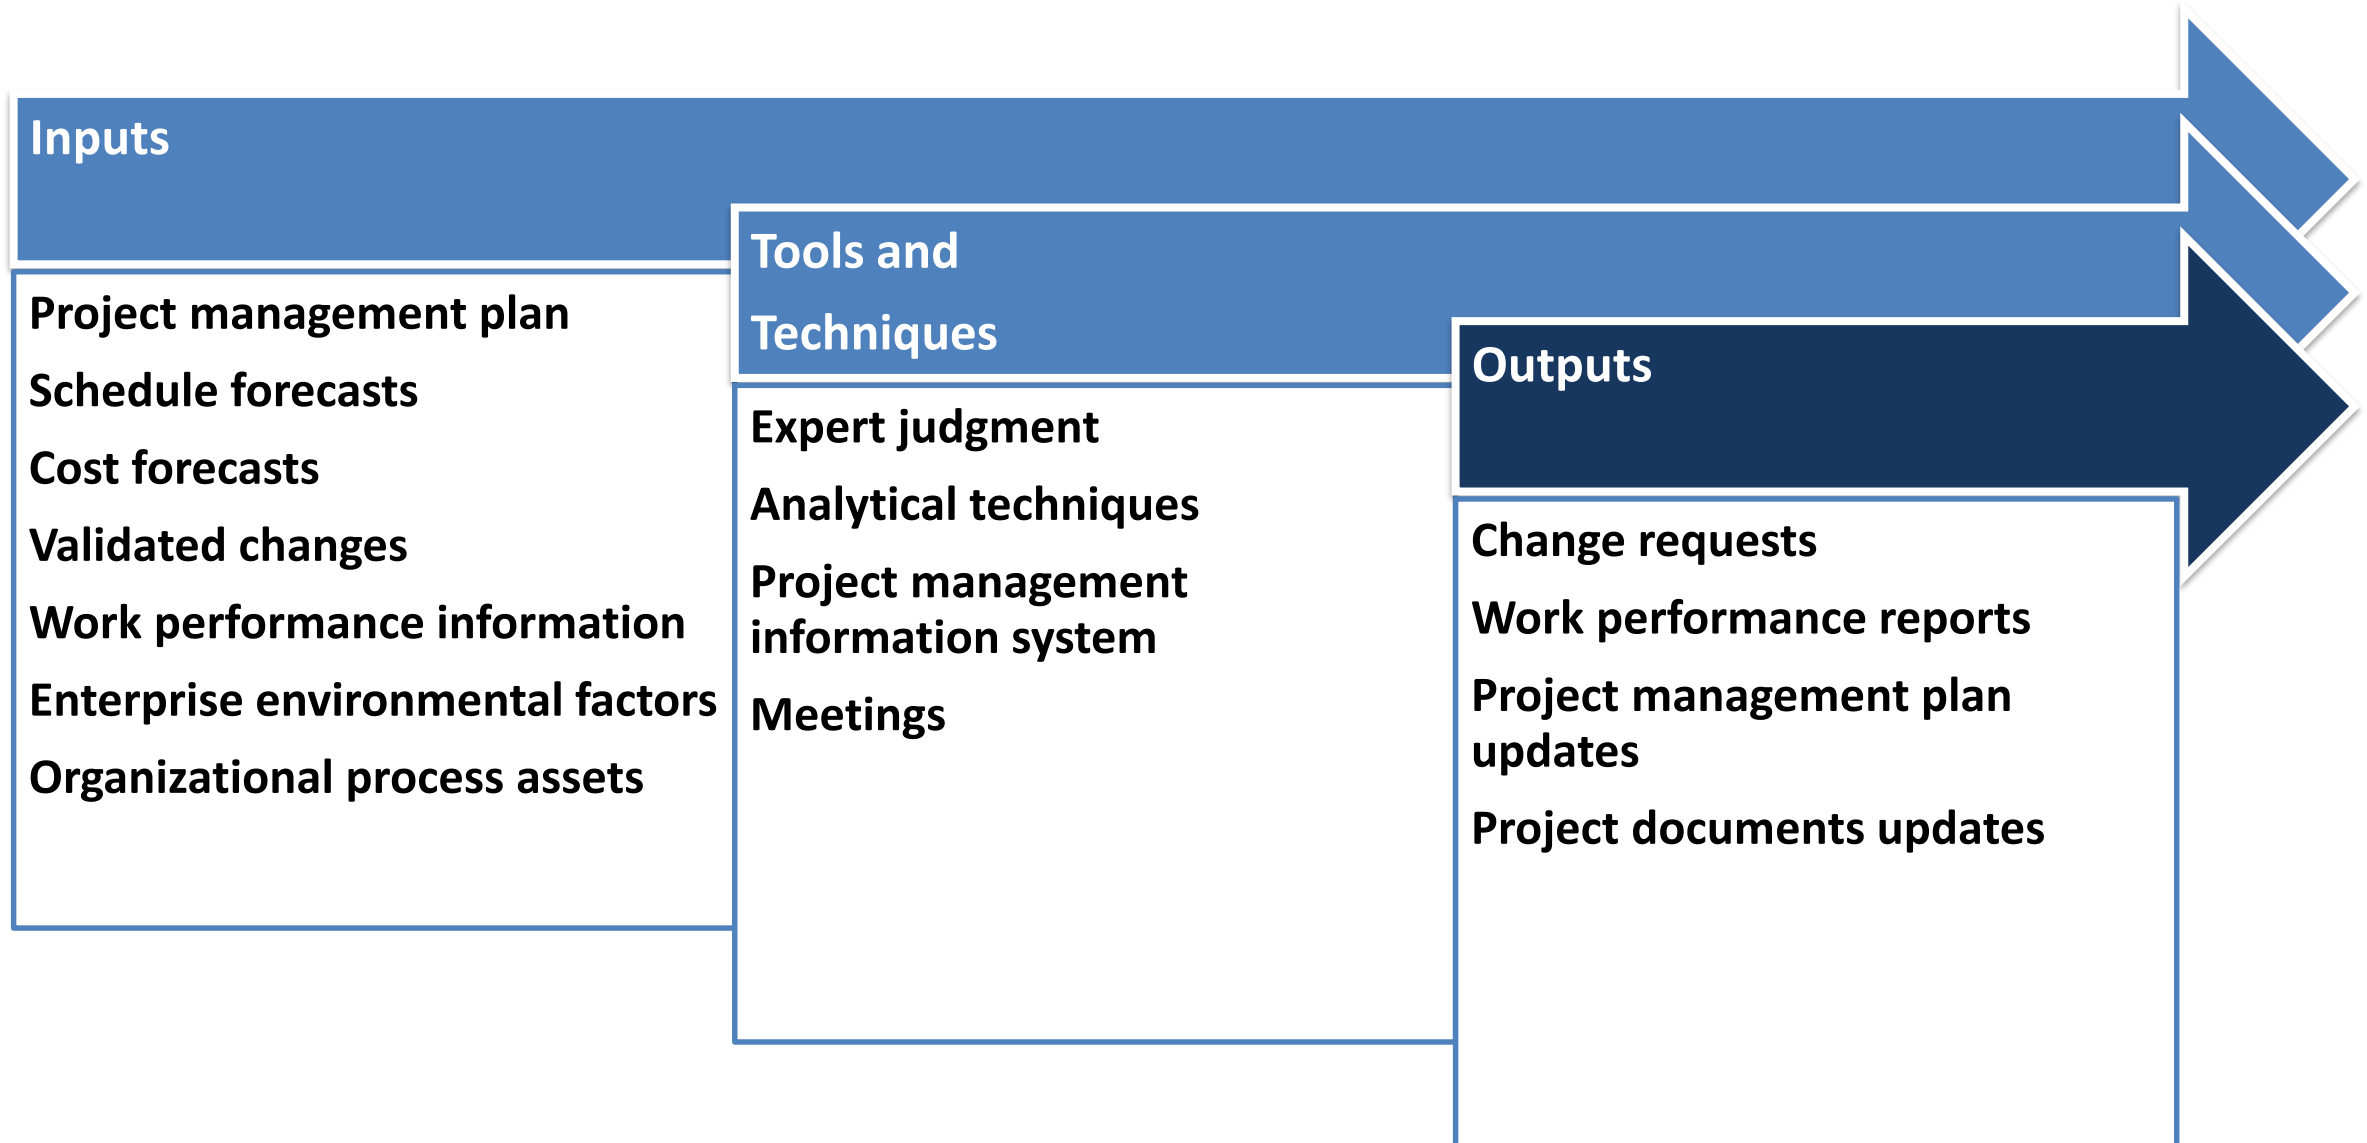 Inputs
Project management plan
Schedule forecasts
Cost forecasts
Validated changes
Work performance information
Enterprise environmental factors
Organizational process assets
Tools and
Techniques
Expert judgment
Analytical techniques
Project management
information system
Meetings
Outputs
Change requests
Work performance reports
Project management plan
updates
Project documents updates